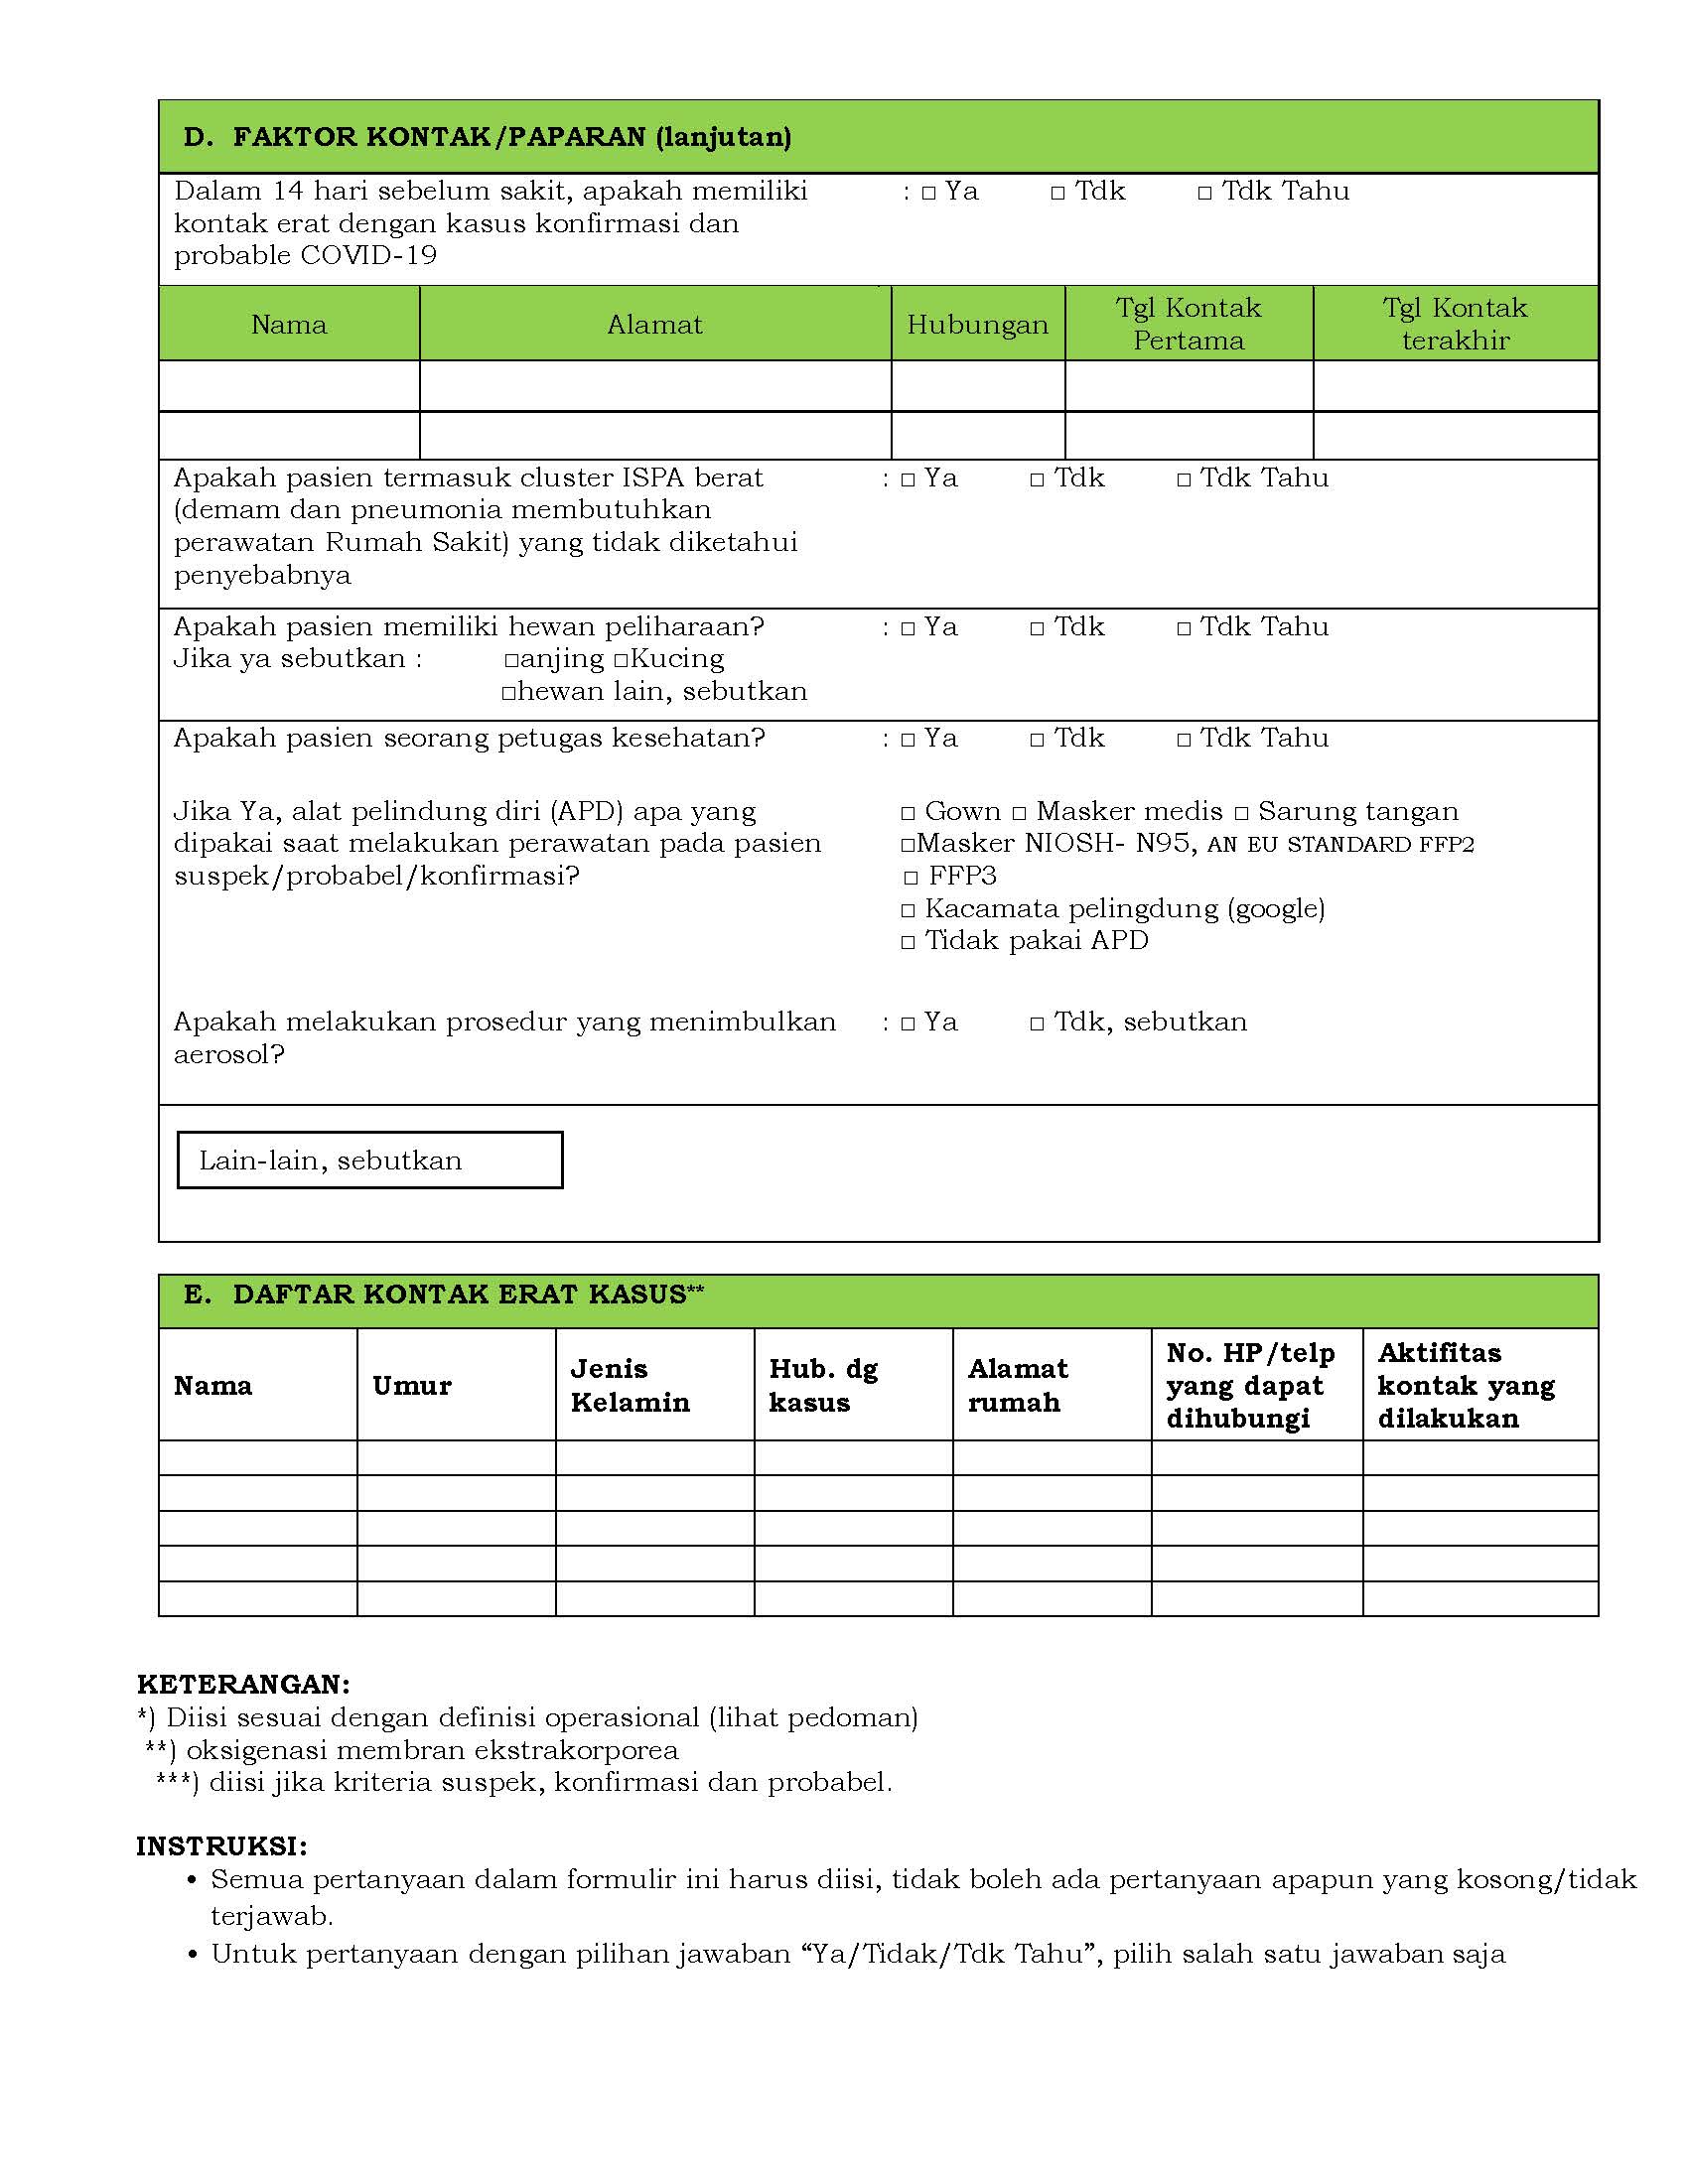 D. FAKTOR KONTAK/PAPARAN (lanjutan)
Dalam 14 hari sebelum sakit, apakah memiliki : □ Ya □ Tdk □ Tdk Tahu
kontak erat dengan kasus konfirmasi dan
probable COVID-19
Nama Alamat Hubungan Tgl Kontak Pertama Tgl Kontak terakhir
Apakah pasien termasuk cluster ISPA berat : □ Ya □ Tdk □ Tdk Tahu
(demam dan pneumonia membutuhkan
perawatan Rumah Sakit) yang tidak diketahui
penyebabnya
Apakah pasien memiliki hewan peliharaan? : □ Ya □ Tdk □ Tdk Tahu
Jika ya sebutkan : □anjing □Kucing
□hewan lain, sebutkan
Apakah pasien seorang petugas kesehatan? : □ Ya □ Tdk □ Tdk Tahu
Jika Ya, alat pelindung diri (APD) apa yang □ Gown □ Masker medis □ Sarung tangan
dipakai saat melakukan perawatan pada pasien □Masker NIOSH- N95, AN EU STANDARD FFP2
suspek/probabel/konfirmasi? □ FFP3
□ Kacamata pelingdung (google)
□ Tidak pakai APD
Apakah melakukan prosedur yang menimbulkan : □ Ya □ Tdk, sebutkan
aerosol?
Lain-lain, sebutkan
E. DAFTAR KONTAK ERAT KASUS**
Nama Umur Jenis Kelamin Hub. dg kasus Alamat rumah No. HP/telp yang dapat dihubungi Aktifitas kontak yang dilakukan
KETERANGAN:
*) Diisi sesuai dengan definisi operasional (lihat pedoman)
**) oksigenasi membran ekstrakorporea
***) diisi jika kriteria suspek, konfirmasi dan probabel.
INSTRUKSI:
• Semua pertanyaan dalam formulir ini harus diisi, tidak boleh ada pertanyaan apapun yang kosong/tidak
terjawab.
• Untuk pertanyaan dengan pilihan jawaban “Ya/Tidak/Tdk Tahu”, pilih salah satu jawaban saja